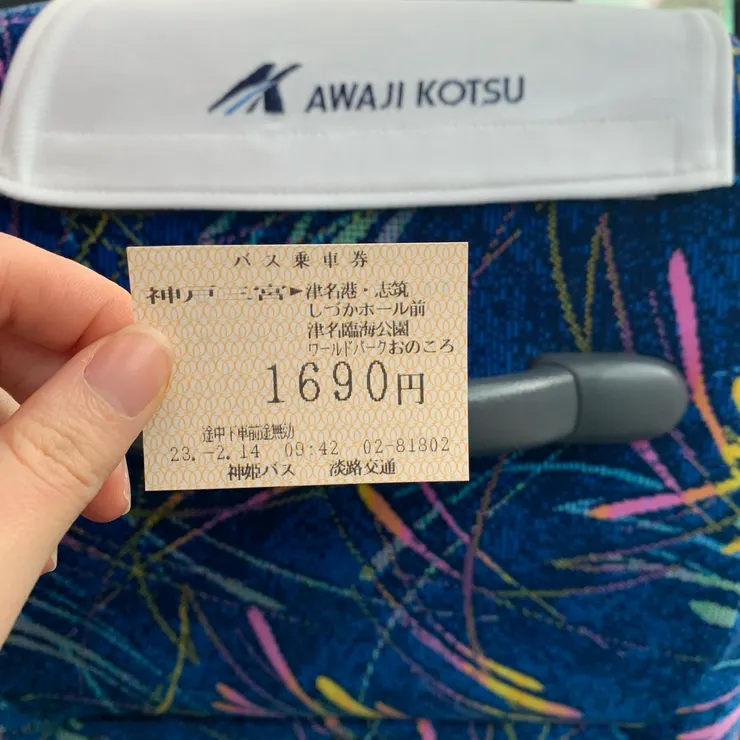 AWAJI KOTSU
バス乗車券
神戸三宮▶津名港・志筑
しづかホール前
津名臨海公園
ワールドパークおのころ
1690円
途中下車前途無効
23.-2.14 09:42 02-81802
神姫バス 淡路交通